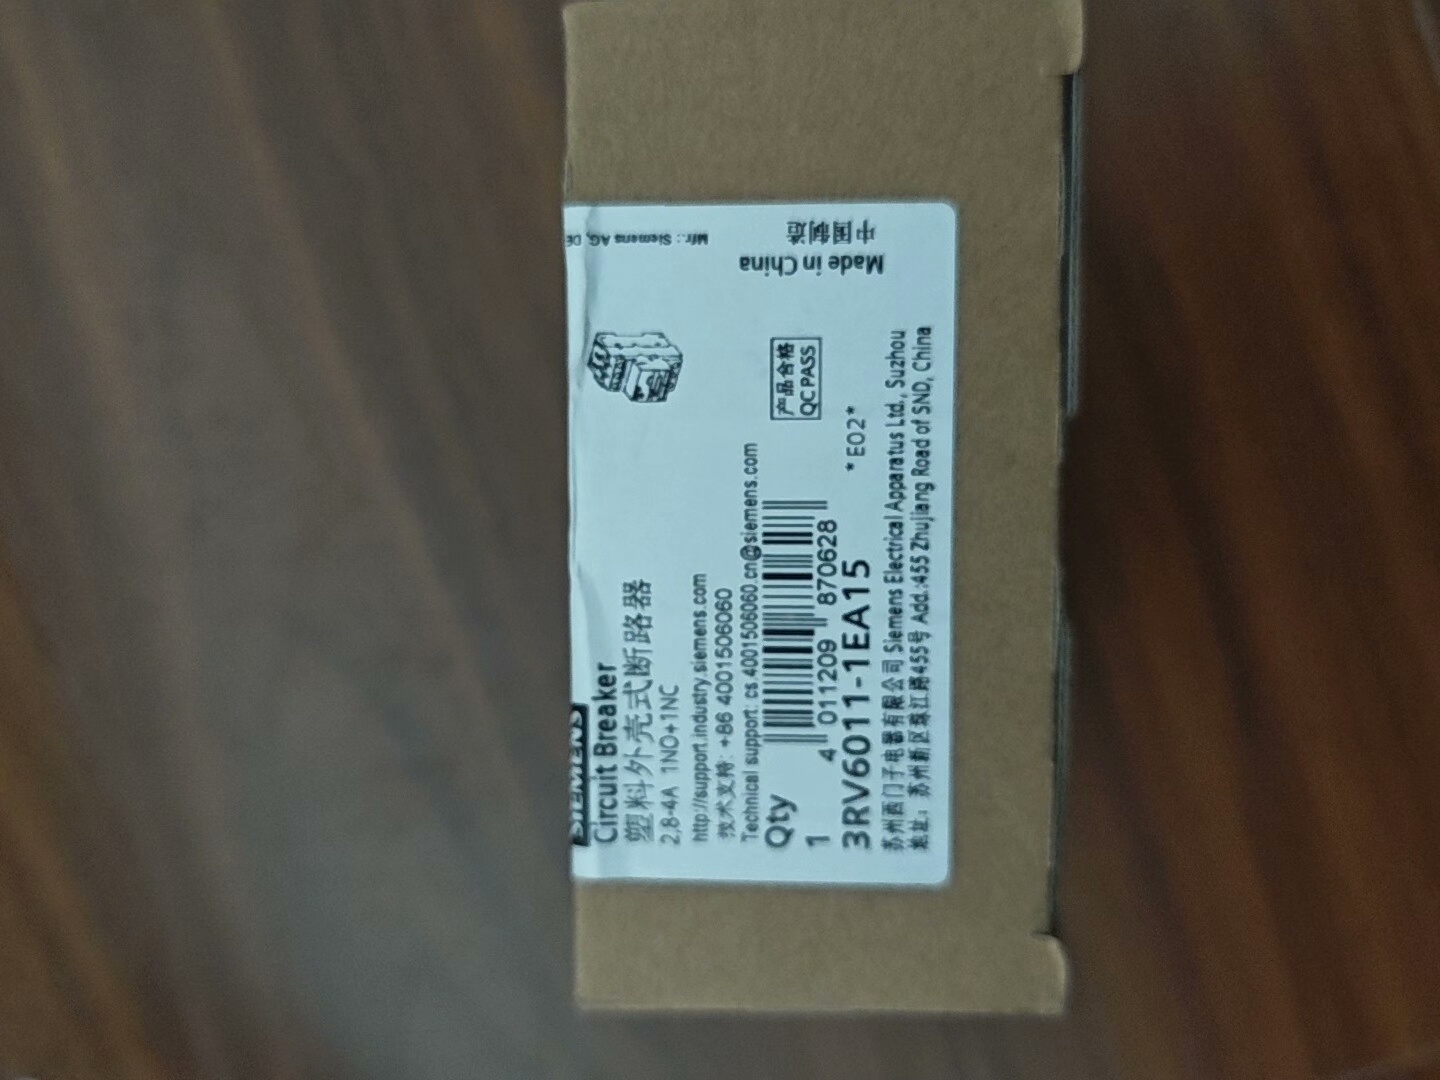 SIEMENS
Circuit Breaker
塑料外壳式断路器
2,8-4A 1NO+1NC
http://support.industry.siemens.com
技术支持: +86 4001506060
Technical support: cs.4001506060.cn@siemens.com
Qty
1
4 011209 870628
3RV6011-1EA15
*E02*
产品合格
QC PASS
苏州西门子电器有限公司 Siemens Electrical Apparatus Ltd., Suzhou
地址: 苏州新区珠江路455号 Add.:455 Zhujiang Road of SND, China
Mfr.: Siemens AG, DE
Made in China
中国制造